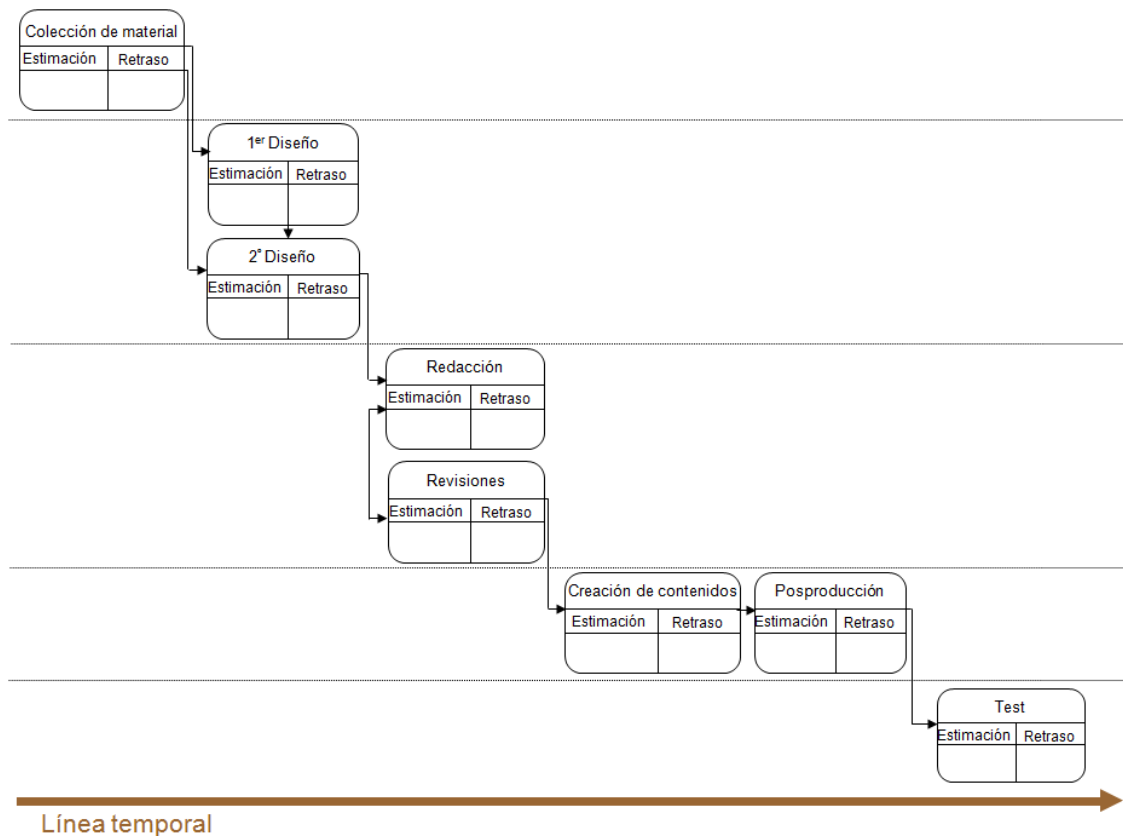 Colección de material
Estimación Retraso
1er Diseño
Estimación Retraso
2º Diseño
Estimación Retraso
Redacción
Estimación Retraso
Revisiones
Estimación Retraso
Creación de contenidos Posproducción
Estimación Retraso Estimación Retraso
Test
Estimación Retraso
Línea temporal